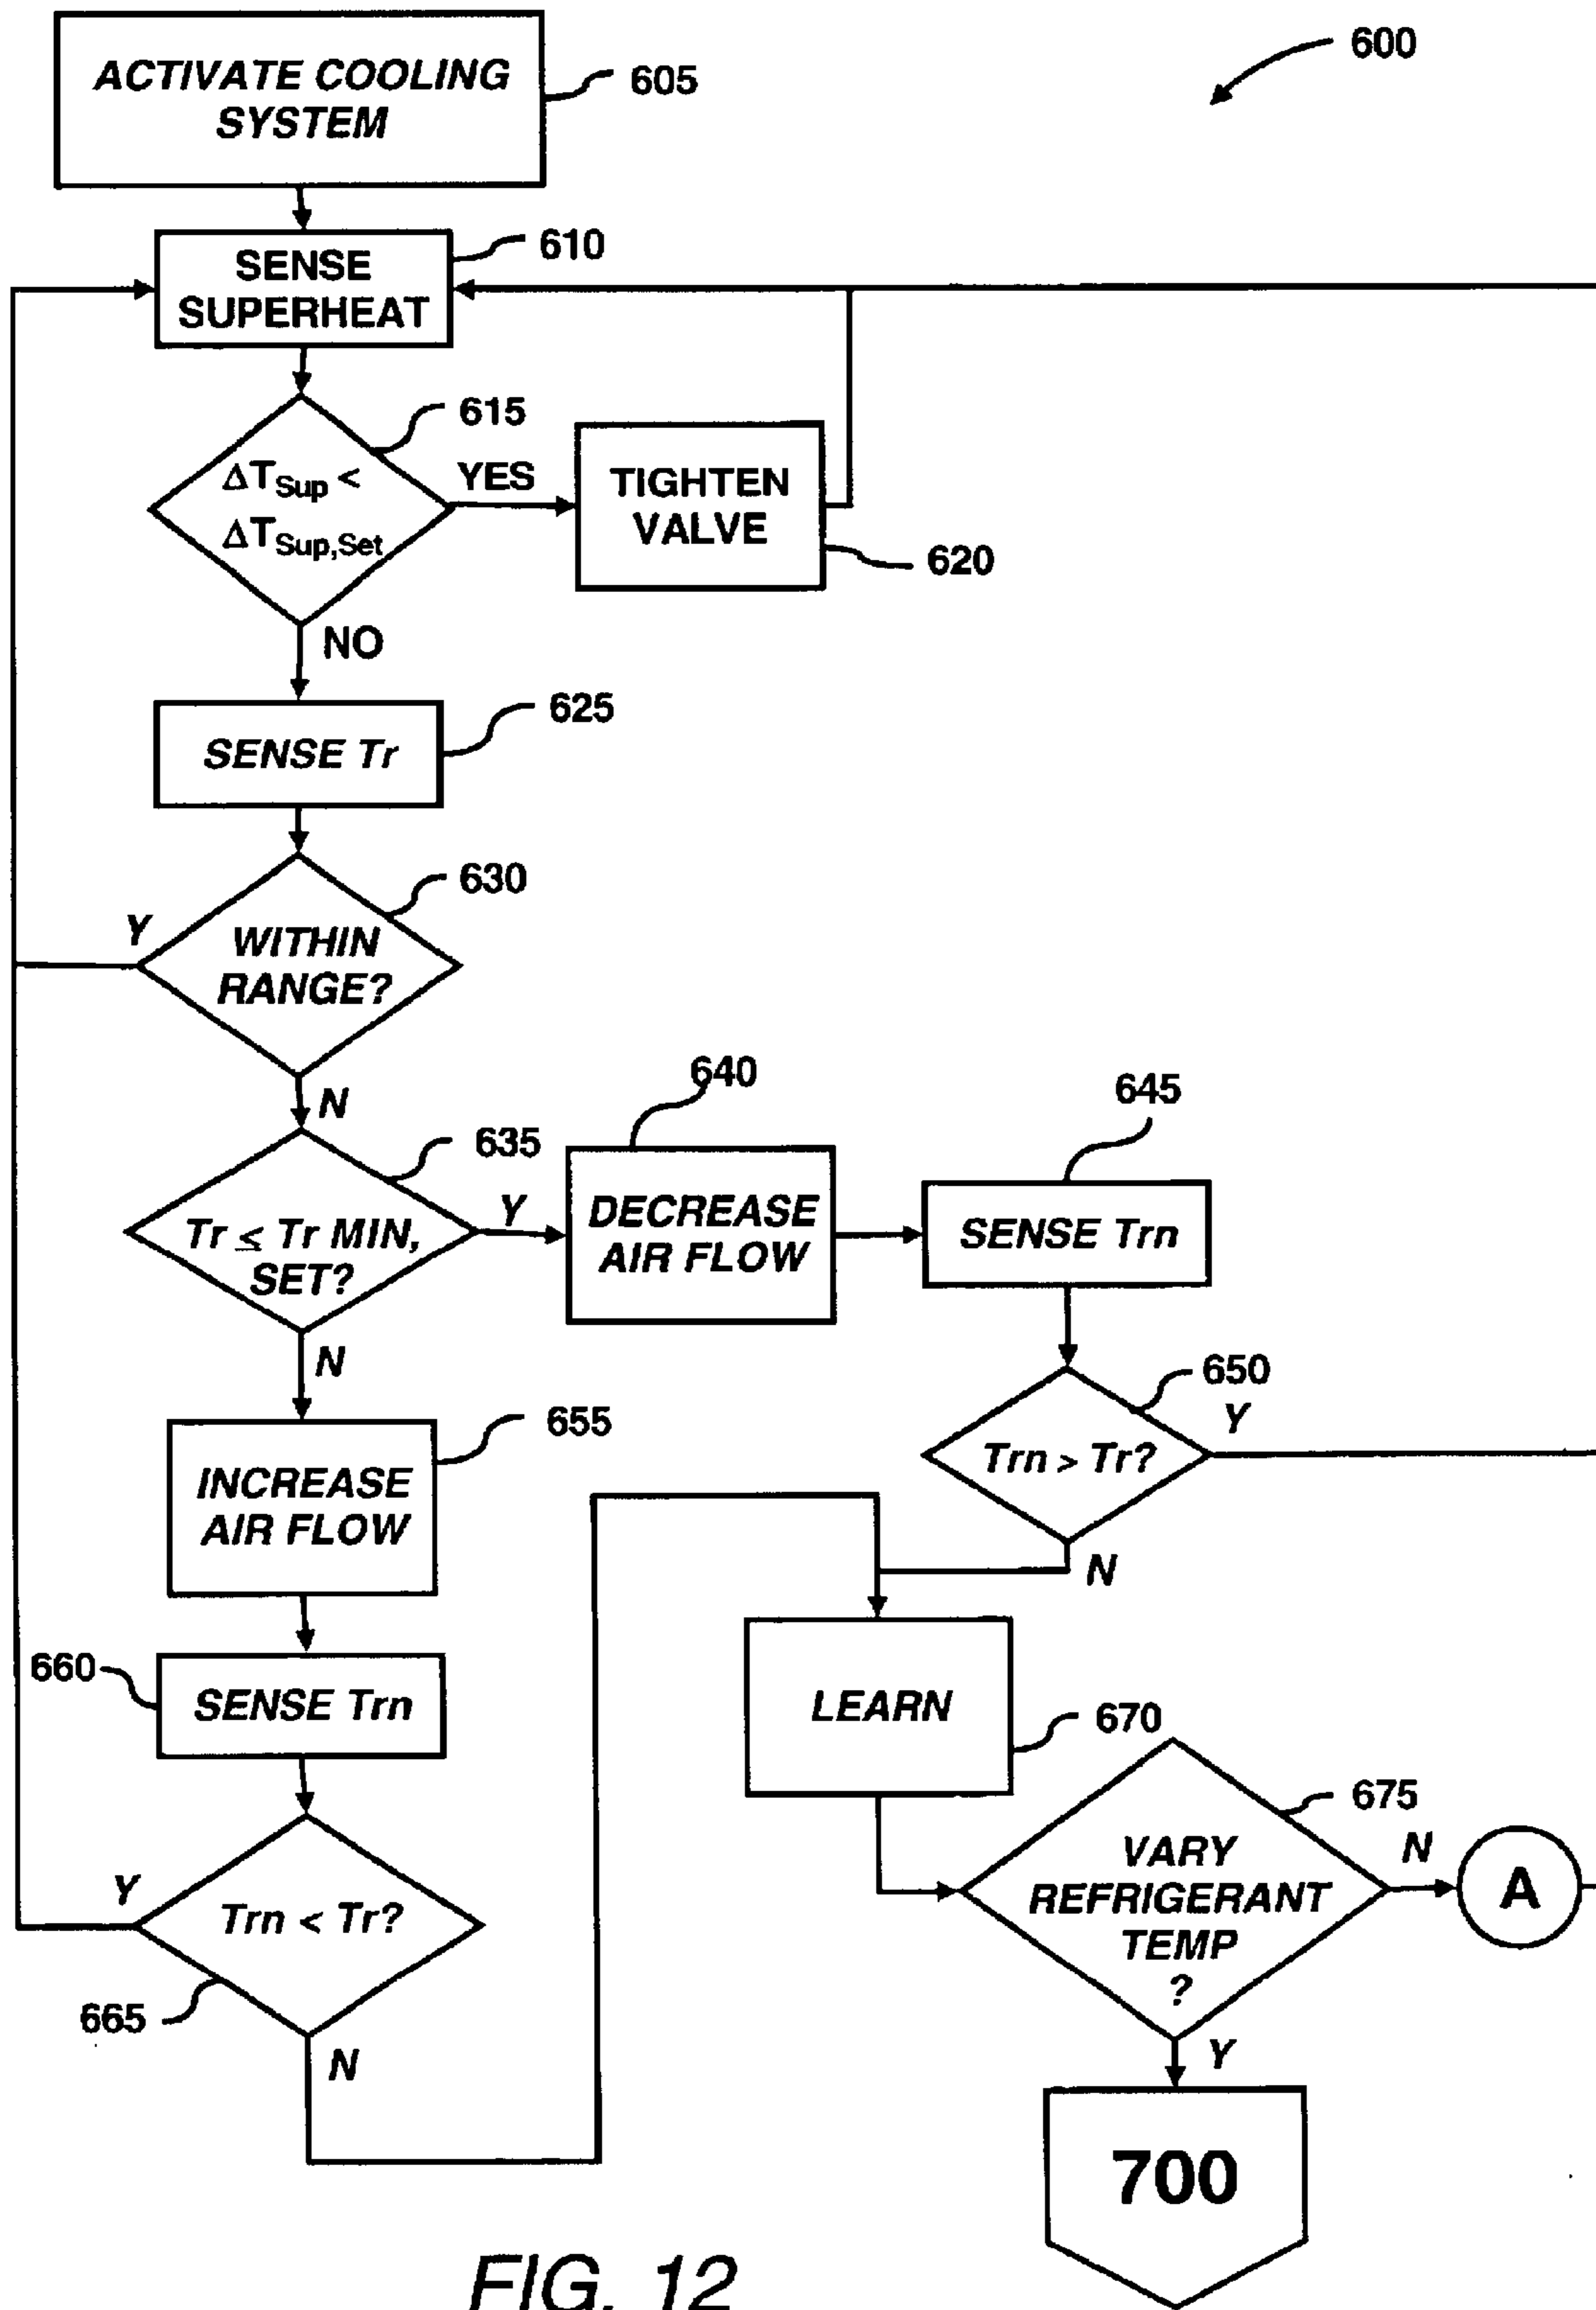 600
ACTIVATE COOLING
SYSTEM
605
SENSE
SUPERHEAT
610
ΔTSup <
ΔTSup,Set
615
YES
TIGHTEN
VALVE
620
NO
SENSE Tr
625
WITHIN
RANGE?
630
Y
N
Tr ≤ Tr MIN,
SET?
635
Y
DECREASE
AIR FLOW
640
SENSE Trn
645
N
Trn > Tr?
650
Y
N
INCREASE
AIR FLOW
655
SENSE Trn
660
Trn < Tr?
665
Y
N
LEARN
670
VARY
REFRIGERANT
TEMP
?
675
N
A
Y
700
FIG. 12